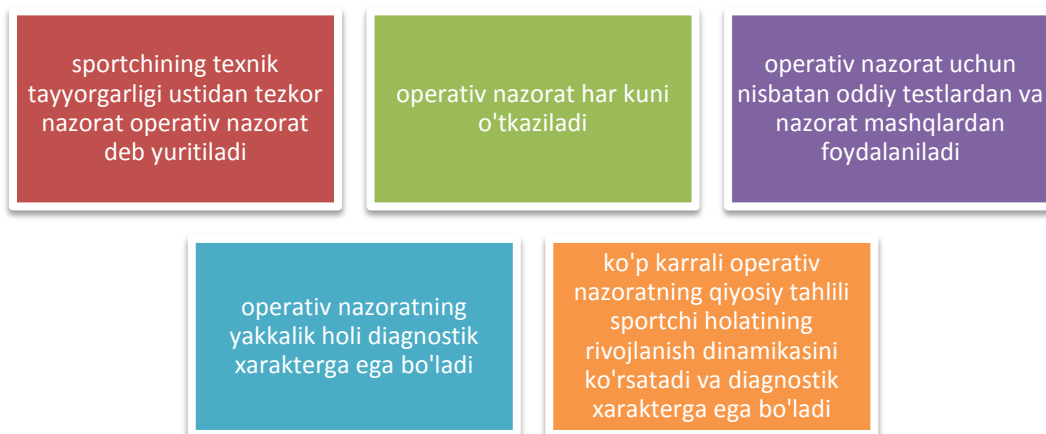 sportchining texnik
tayyorgarligi ustidan tezkor
nazorat operativ nazorat
deb yuritiladi
operativ nazorat har kuni
o'tkaziladi
operativ nazorat uchun
nisbatan oddiy testlardan va
nazorat mashqlardan
foydalaniladi
operativ nazoratning
yakkalik holi diagnostik
xarakterga ega bo'ladi
ko'p karrali operativ
nazoratning qiyosiy tahlili
sportchi holatining
rivojlanish dinamikasini
ko'rsatadi va diagnostik
xarakterga ega bo'ladi